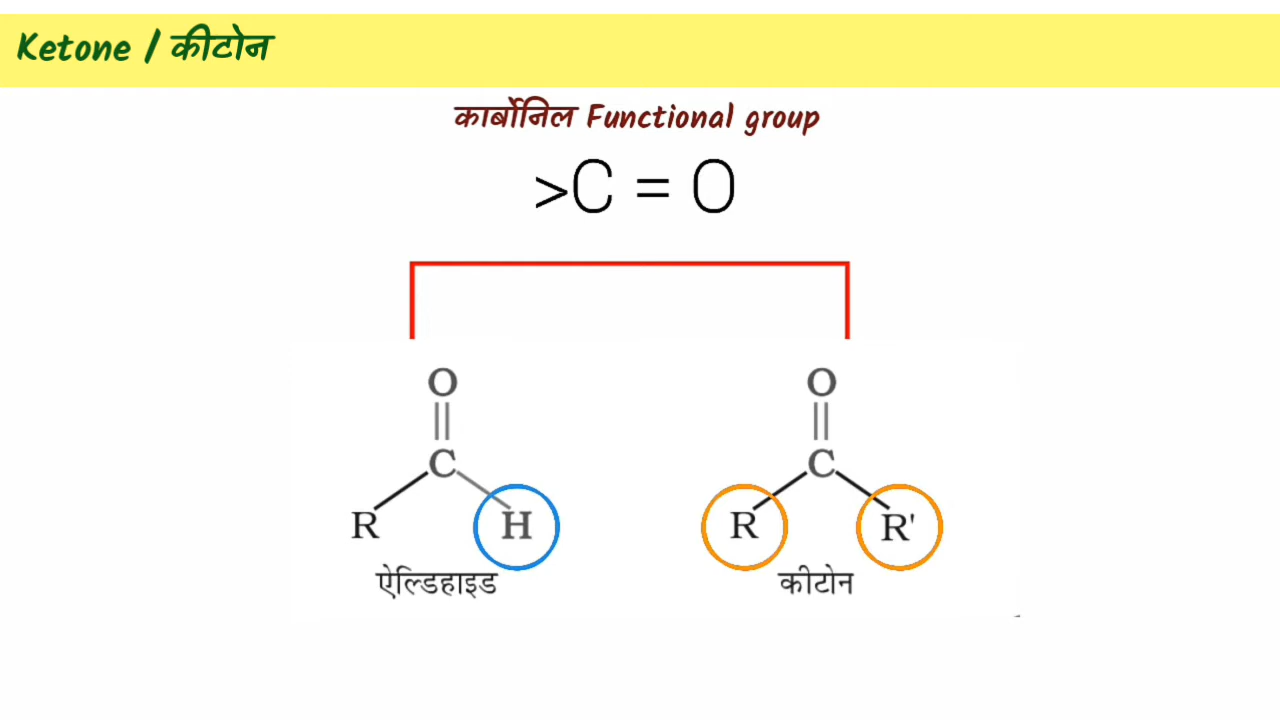 Ketone / कीटोन
कार्बोनिल Functional group
>C = O
O O
C C
R H R R'
ऐल्डिहाइड कीटोन